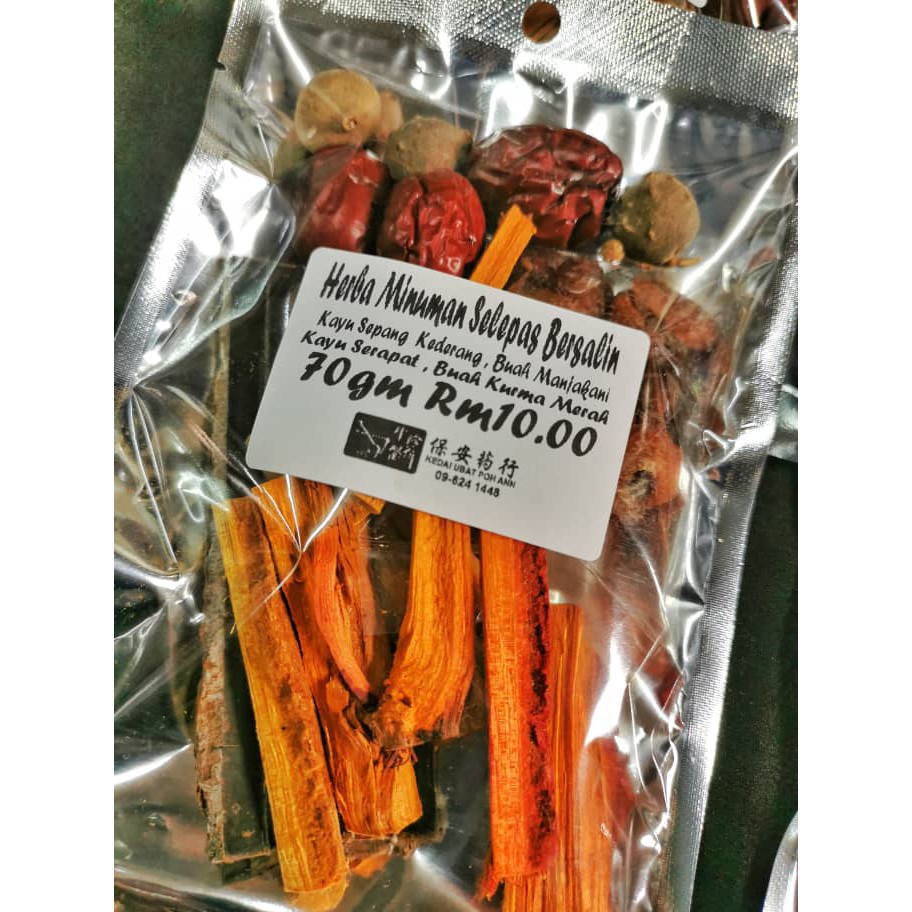 Herba Minuman Selepas Bersalin
Kayu Sepang Kederang, Buah Manjakani
Kayu Serapat, Buah Kurma Merah
70gm Rm10.00
保安药行
KEDAI UBAT POH ANN
09-624 1448